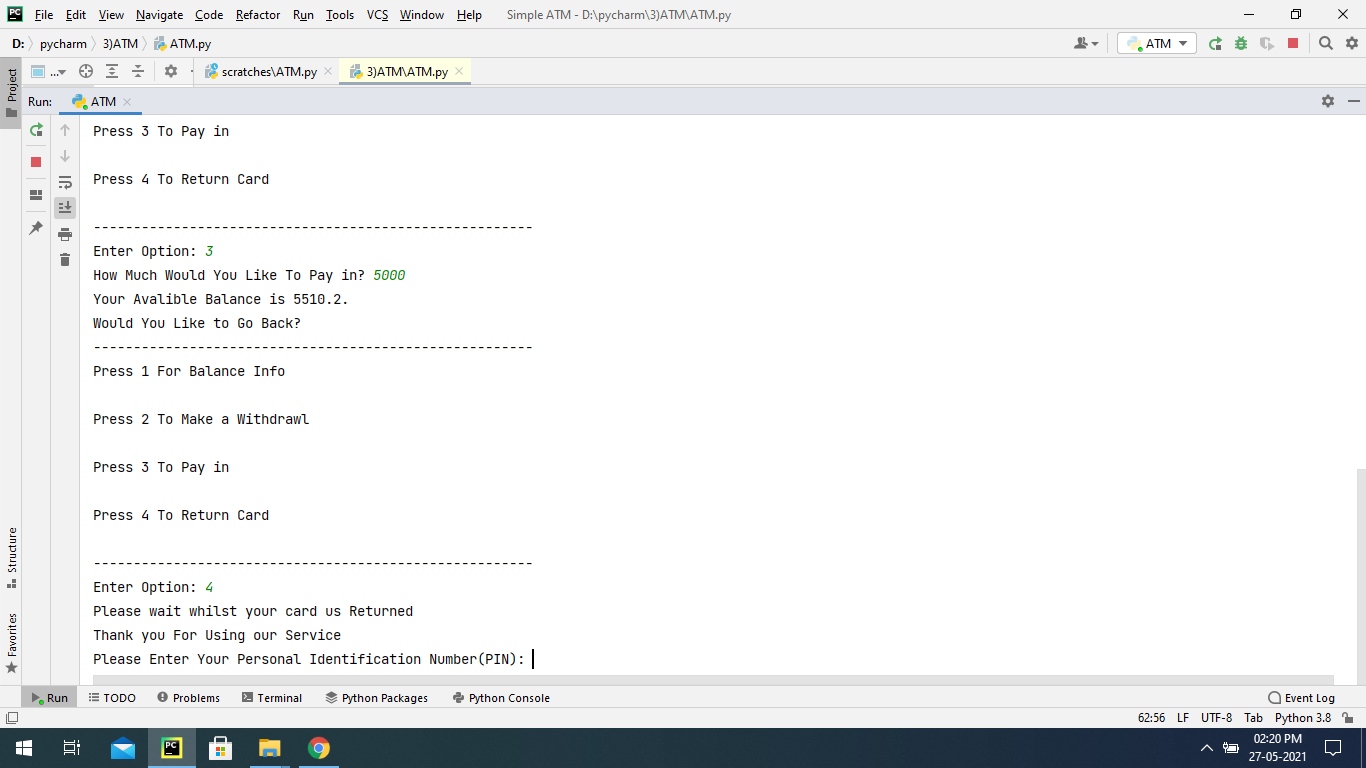 File Edit View Navigate Code Refactor Run Tools VCS Window Help Simple ATM - D:\pycharm\3)ATM\ATM.py
D: pycharm 3)ATM ATM.py ATM
Project ... scratches\ATM.py 3)ATM\ATM.py
Run: ATM
Press 3 To Pay in
Press 4 To Return Card
-------------------------------------------------------
Enter Option: 3
How Much Would You Like To Pay in? 5000
Your Avalible Balance is 5510.2.
Would You Like to Go Back?
-------------------------------------------------------
Press 1 For Balance Info
Press 2 To Make a Withdrawl
Press 3 To Pay in
Press 4 To Return Card
-------------------------------------------------------
Enter Option: 4
Please wait whilst your card us Returned
Thank you For Using our Service
Please Enter Your Personal Identification Number(PIN):
Structure
Favorites
Run TODO Problems Terminal Python Packages Python Console Event Log
62:56 LF UTF-8 Tab Python 3.8
PC
02:20 PM
27-05-2021